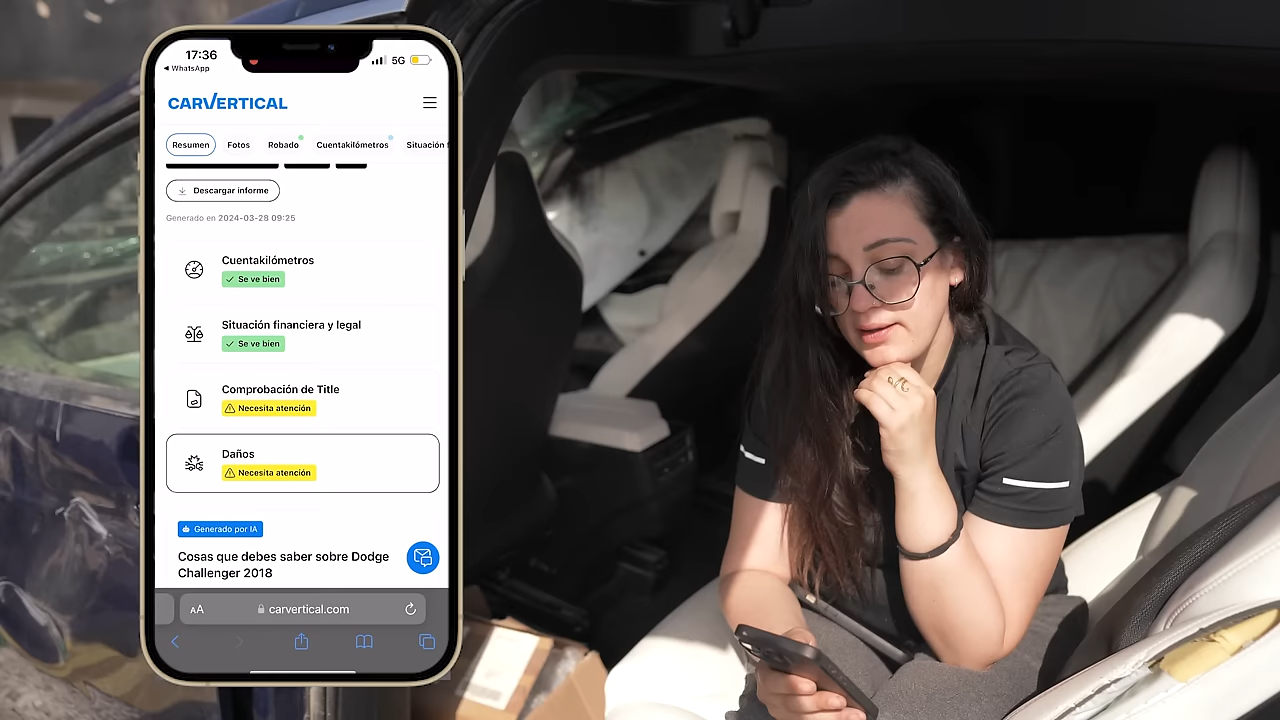 17:36
5G
◀ WhatsApp
CARVERTICAL
Resumen Fotos Robado Cuentakilómetros Situación f
Descargar informe
Generado en 2024-03-28 09:25
Cuentakilómetros
Se ve bien
Situación financiera y legal
Se ve bien
Comprobación de Title
Necesita atención
Daños
Necesita atención
Generado por IA
Cosas que debes saber sobre Dodge
Challenger 2018
AA carvertical.com